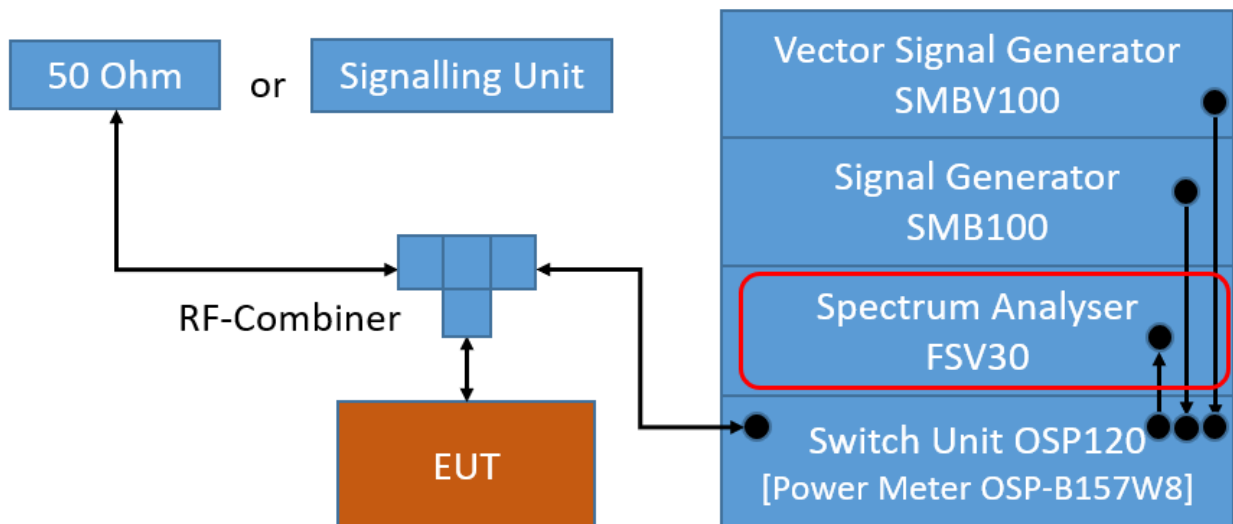 50 Ohm
or
Signalling Unit
RF-Combiner
EUT
Vector Signal Generator
SMBV100
Signal Generator
SMB100
Spectrum Analyser
FSV30
Switch Unit OSP120
[Power Meter OSP-B157W8]